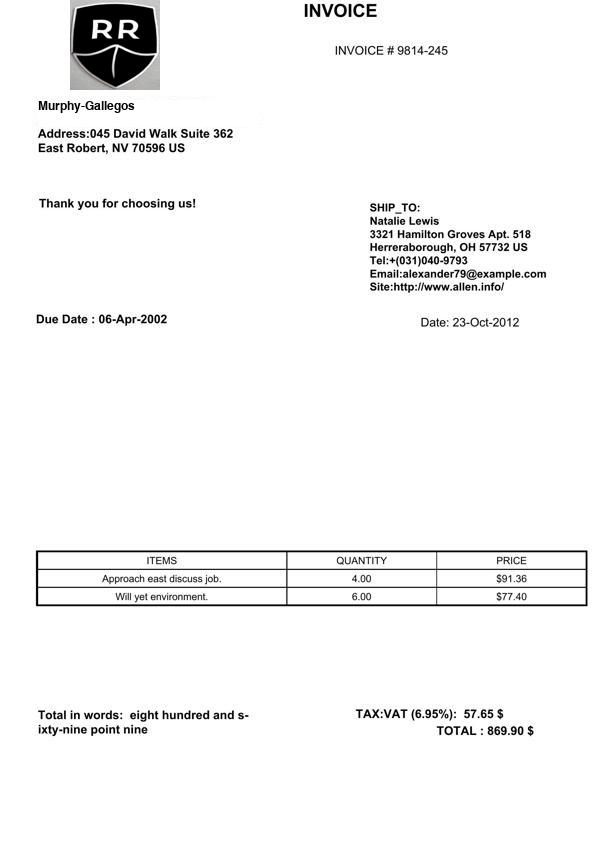 RR
INVOICE
INVOICE # 9814-245
Murphy-Gallegos
Address:045 David Walk Suite 362
East Robert, NV 70596 US
Thank you for choosing us!
SHIP_TO:
Natalie Lewis
3321 Hamilton Groves Apt. 518
Herreraborough, OH 57732 US
Tel:+(031)040-9793
Email:alexander79@example.com
Site:http://www.allen.info/
Due Date : 06-Apr-2002
Date: 23-Oct-2012
ITEMS QUANTITY PRICE
Approach east discuss job. 4.00 $91.36
Will yet environment. 6.00 $77.40
Total in words: eight hundred and s-
ixty-nine point nine
TAX:VAT (6.95%): 57.65 $
TOTAL : 869.90 $